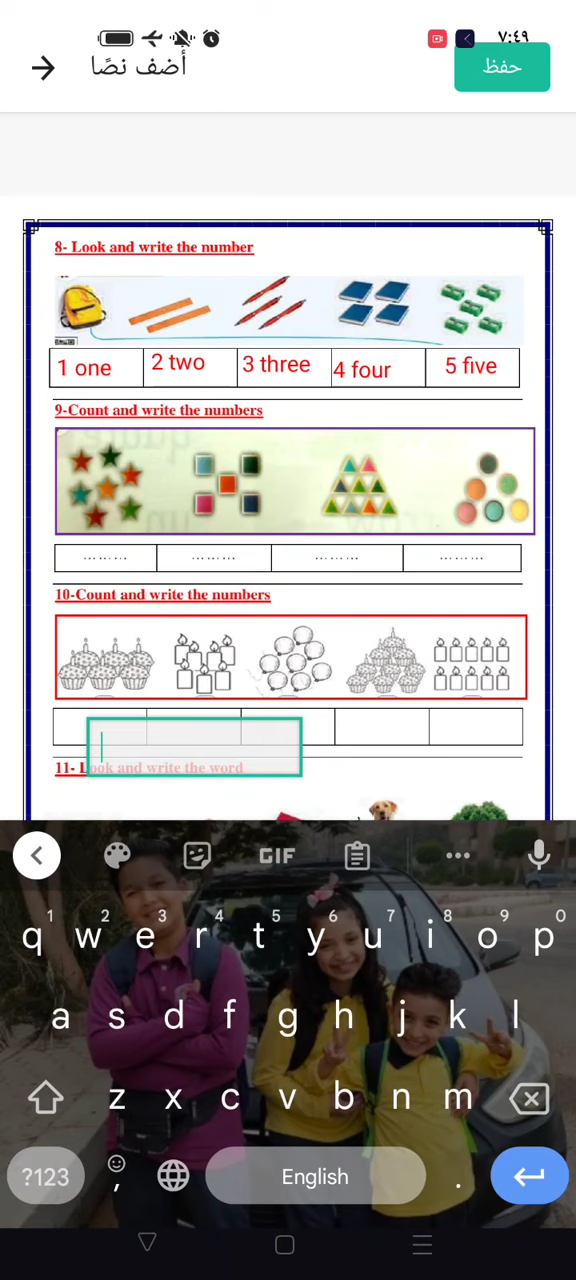 ٧:٤٩
أضف نصًا
حفظ
8- Look and write the number
1 one 2 two 3 three 4 four 5 five
9-Count and write the numbers
......... ......... ......... .........
10-Count and write the numbers
11- Look and write the word
GIF
1 2 3 4 5 6 7 8 9 0
q w e r t y u i o p
a s d f g h j k l
z x c v b n m
?123 , English .